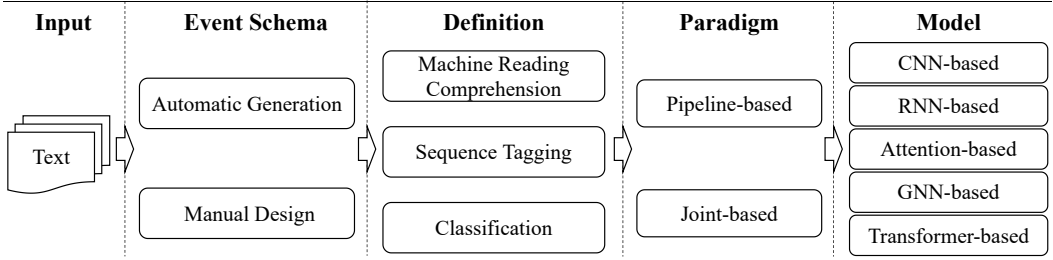 Input
Event Schema
Definition
Paradigm
Model
Text
Automatic Generation
Manual Design
Machine Reading
Comprehension
Sequence Tagging
Classification
Pipeline-based
Joint-based
CNN-based
RNN-based
Attention-based
GNN-based
Transformer-based